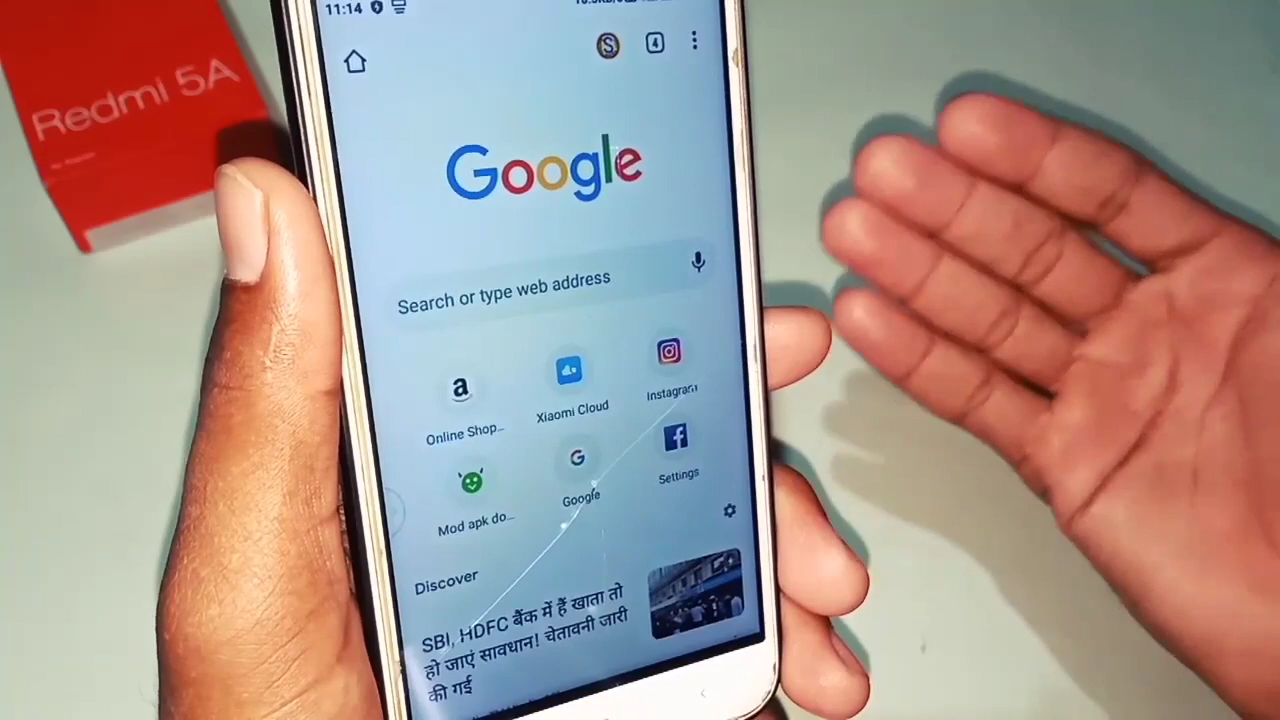 11:14
Redmi 5A
4
Google
Search or type web address
Online Shop...
Xiaomi Cloud
Instagram
Mod apk do...
Google
Settings
Discover
SBI, HDFC बैंक में हैं खाता तो
हो जाएं सावधान! चेतावनी जारी
की गई